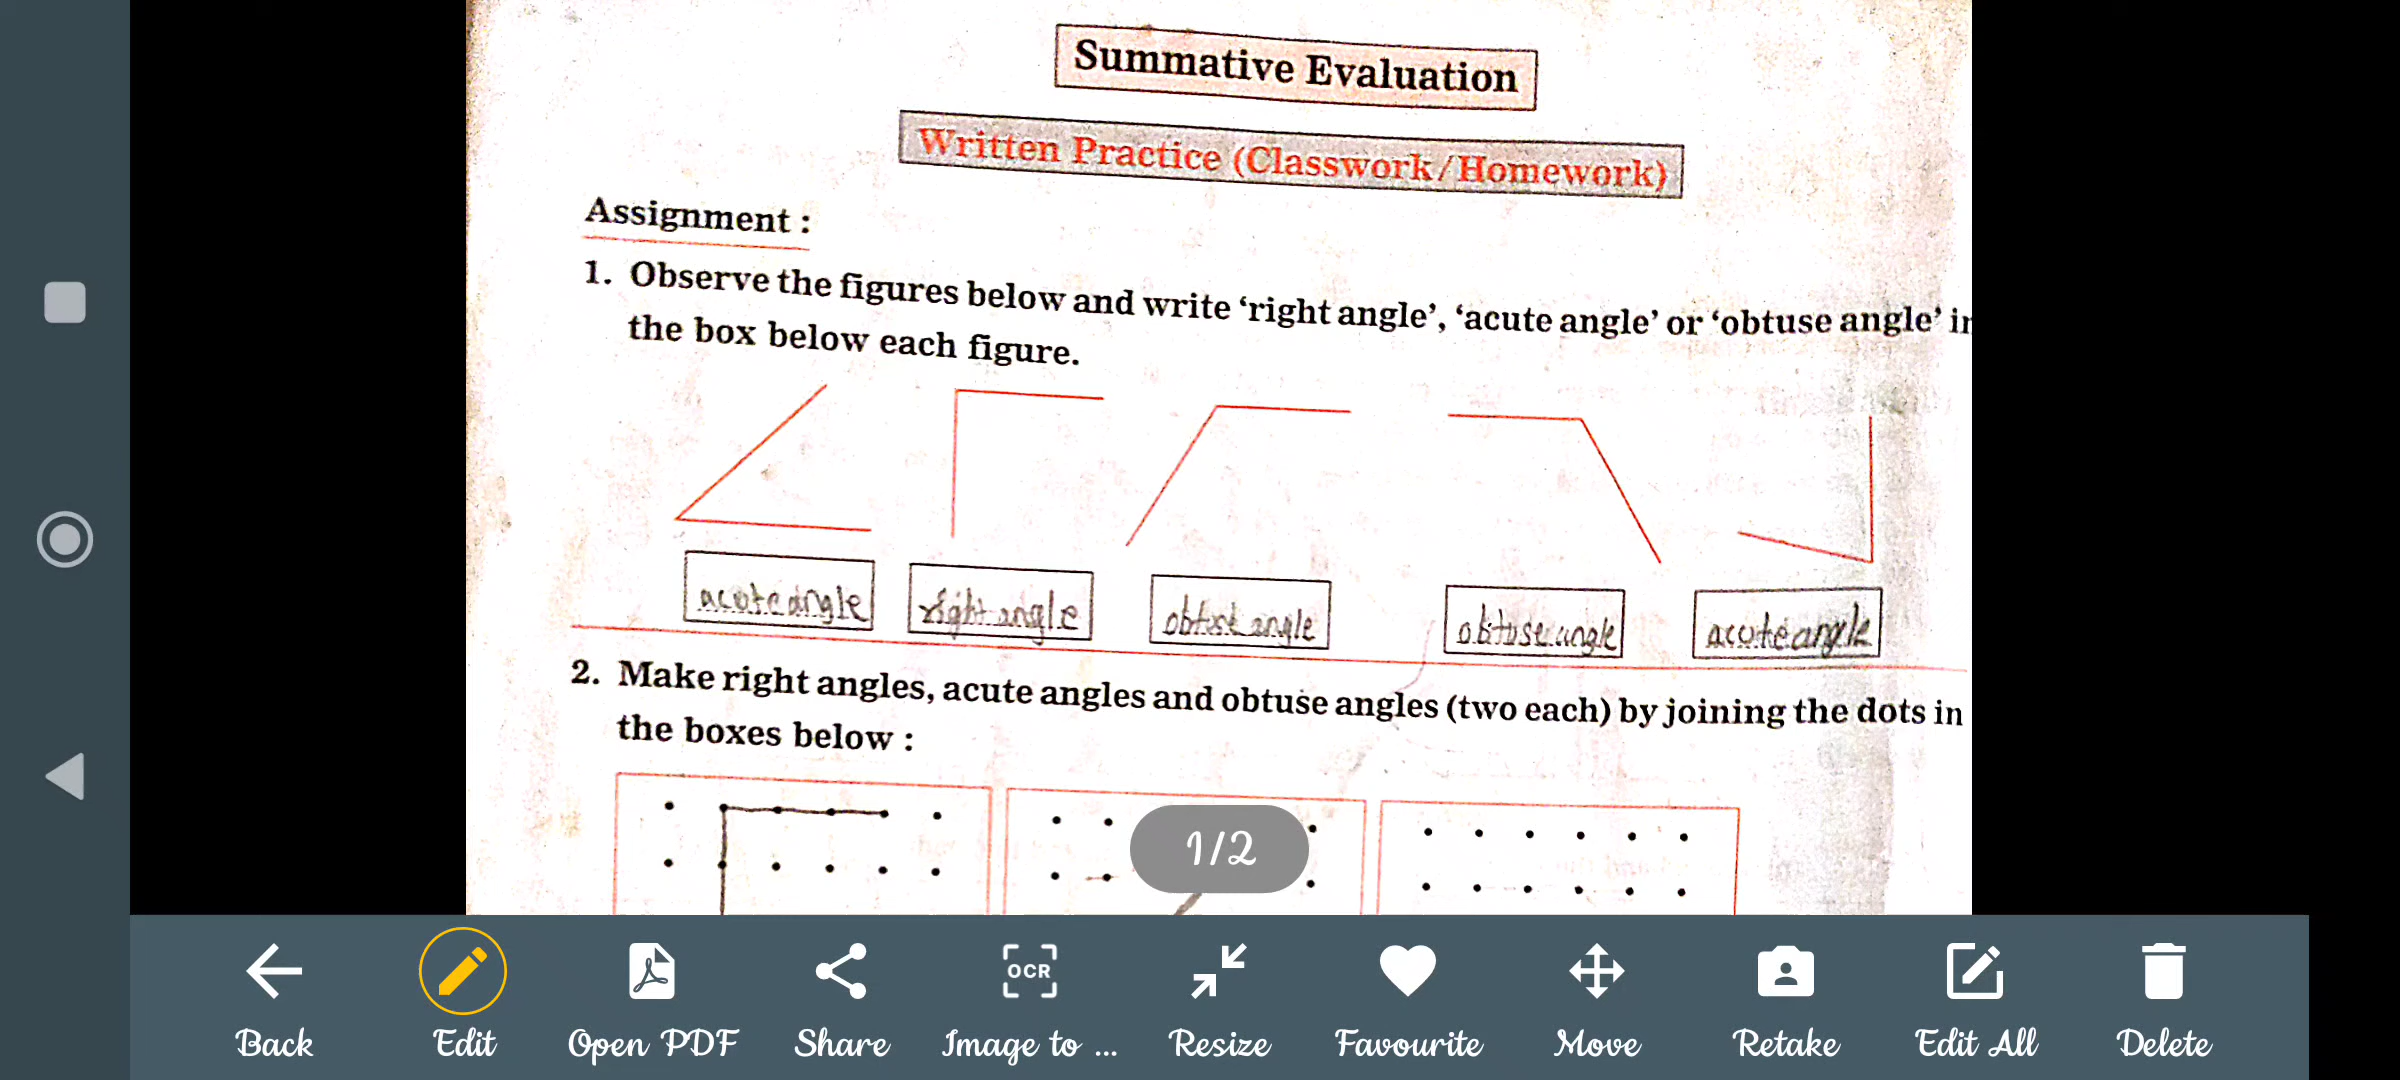 Summative Evaluation
Written Practice (Classwork/Homework)
Assignment :
1. Observe the figures below and write ‘right angle’, ‘acute angle’ or ‘obtuse angle’ in
the box below each figure.
acute angle right angle obtust angle obtuse angle acute angle
2. Make right angles, acute angles and obtuse angles (two each) by joining the dots in
the boxes below :
1/2
Back Edit Open PDF Share OCR Image to ... Resize Favourite Move Retake Edit All Delete